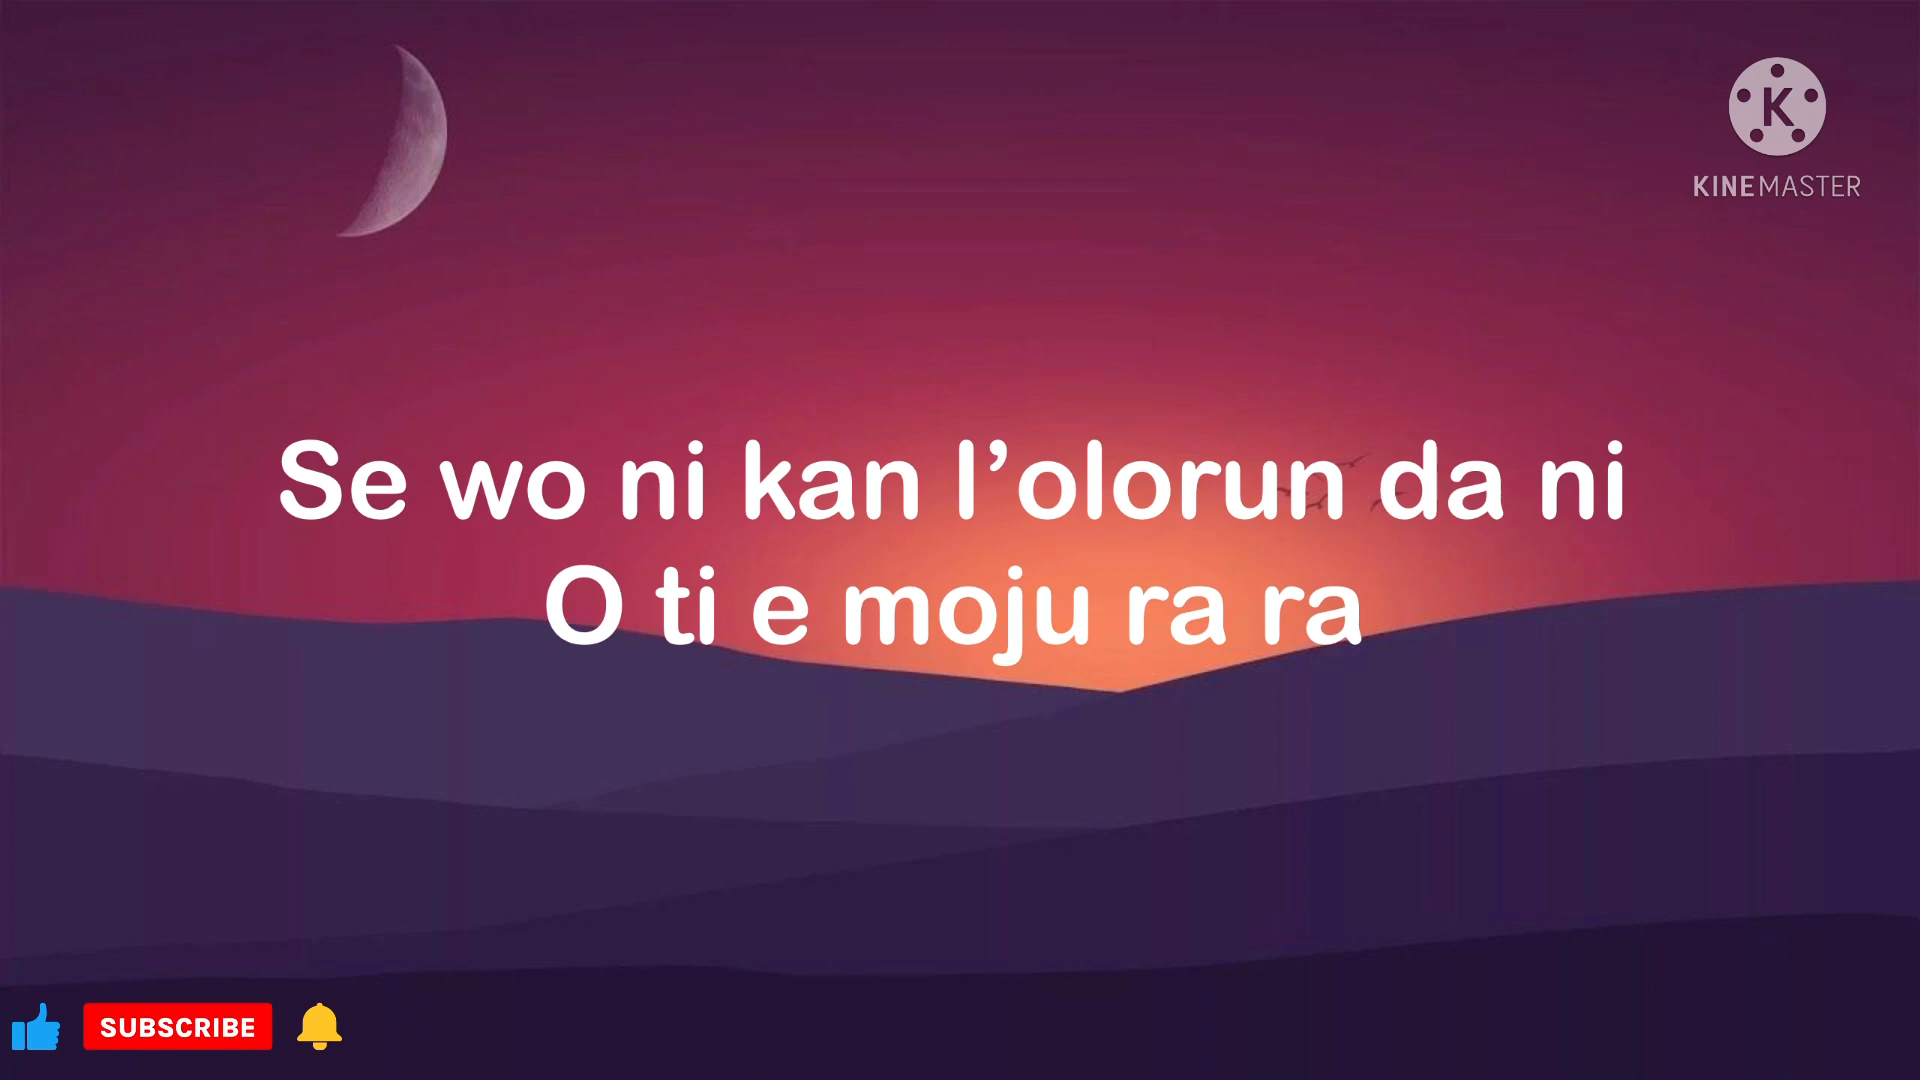 KINEMASTER
Se wo ni kan l’olorun da ni
O ti e moju ra ra
SUBSCRIBE